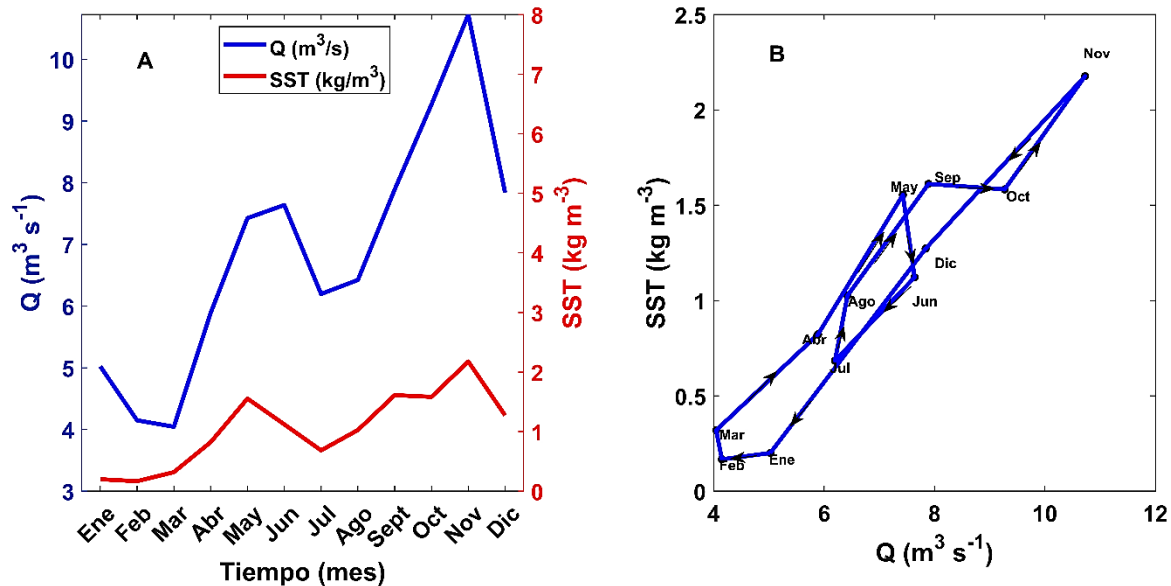 A
Q (m³/s)
SST (kg/m³)
10
9
8
7
6
5
4
3
Q (m³ s⁻¹)
8
7
6
5
4
3
2
1
0
SST (kg m⁻³)
Ene Feb Mar Abr May Jun Jul Ago Sept Oct Nov Dic
Tiempo (mes)
B
2.5
2
1.5
1
0.5
0
SST (kg m⁻³)
Nov
May
Sep
Oct
Dic
Ago
Jun
Abr
Jul
Mar
Feb
Ene
4 6 8 10 12
Q (m³ s⁻¹)